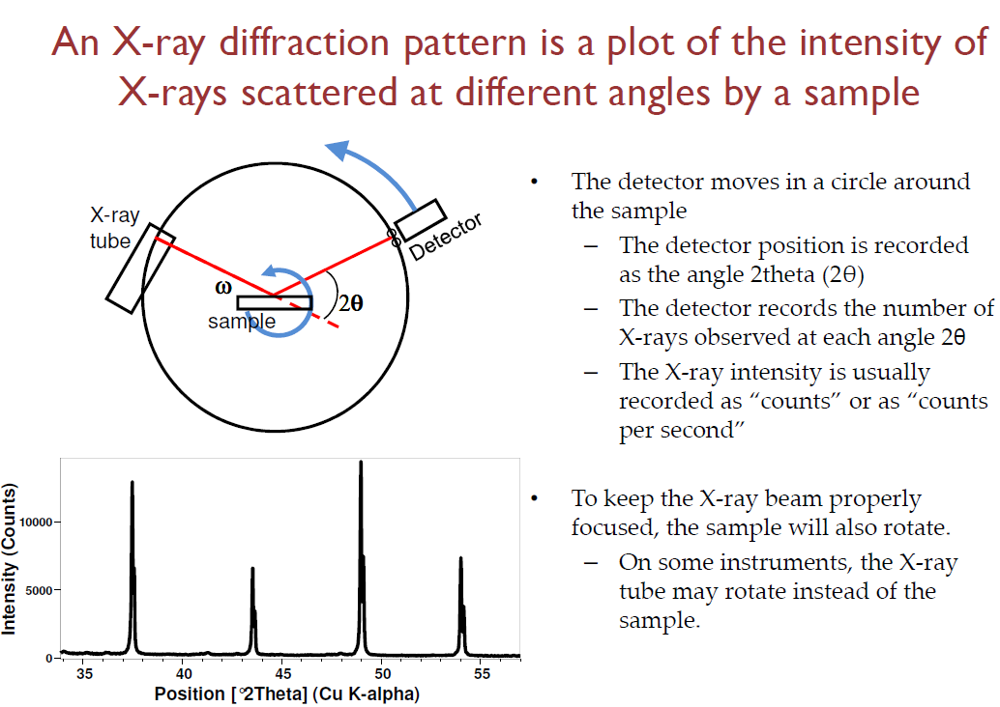 An X-ray diffraction pattern is a plot of the intensity of
X-rays scattered at different angles by a sample
X-ray
tube
Detector
ω
2θ
sample
• The detector moves in a circle around
the sample
– The detector position is recorded
as the angle 2theta (2θ)
– The detector records the number of
X-rays observed at each angle 2θ
– The X-ray intensity is usually
recorded as “counts” or as “counts
per second”
• To keep the X-ray beam properly
focused, the sample will also rotate.
– On some instruments, the X-ray
tube may rotate instead of the
sample.
Intensity (Counts)
10000
5000
0
35 40 45 50 55
Position [°2Theta] (Cu K-alpha)